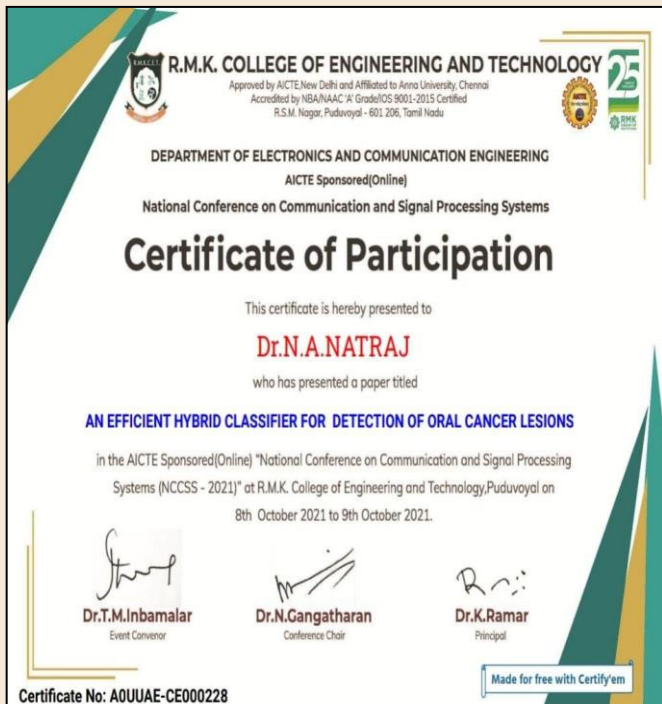 R.M.K.C.E.T.
R.M.K. COLLEGE OF ENGINEERING AND TECHNOLOGY
Approved by AICTE,New Delhi and Affiliated to Anna University, Chennai
Accredited by NBA/NAAC 'A' Grade/IOS 9001-2015 Certified
R.S.M. Nagar, Puduvoyal - 601 206, Tamil Nadu
25
RMK
DEPARTMENT OF ELECTRONICS AND COMMUNICATION ENGINEERING
AICTE Sponsored(Online)
National Conference on Communication and Signal Processing Systems
Certificate of Participation
This certificate is hereby presented to
Dr.N.A.NATRAJ
who has presented a paper titled
AN EFFICIENT HYBRID CLASSIFIER FOR DETECTION OF ORAL CANCER LESIONS
in the AICTE Sponsored(Online) "National Conference on Communication and Signal Processing
Systems (NCCSS - 2021)" at R.M.K. College of Engineering and Technology,Puduvoyal on
8th October 2021 to 9th October 2021.
Dr.T.M.Inbamalar
Event Convenor
Dr.N.Gangatharan
Conference Chair
Dr.K.Ramar
Principal
Made for free with Certify'em
Certificate No: A0UUAE-CE000228